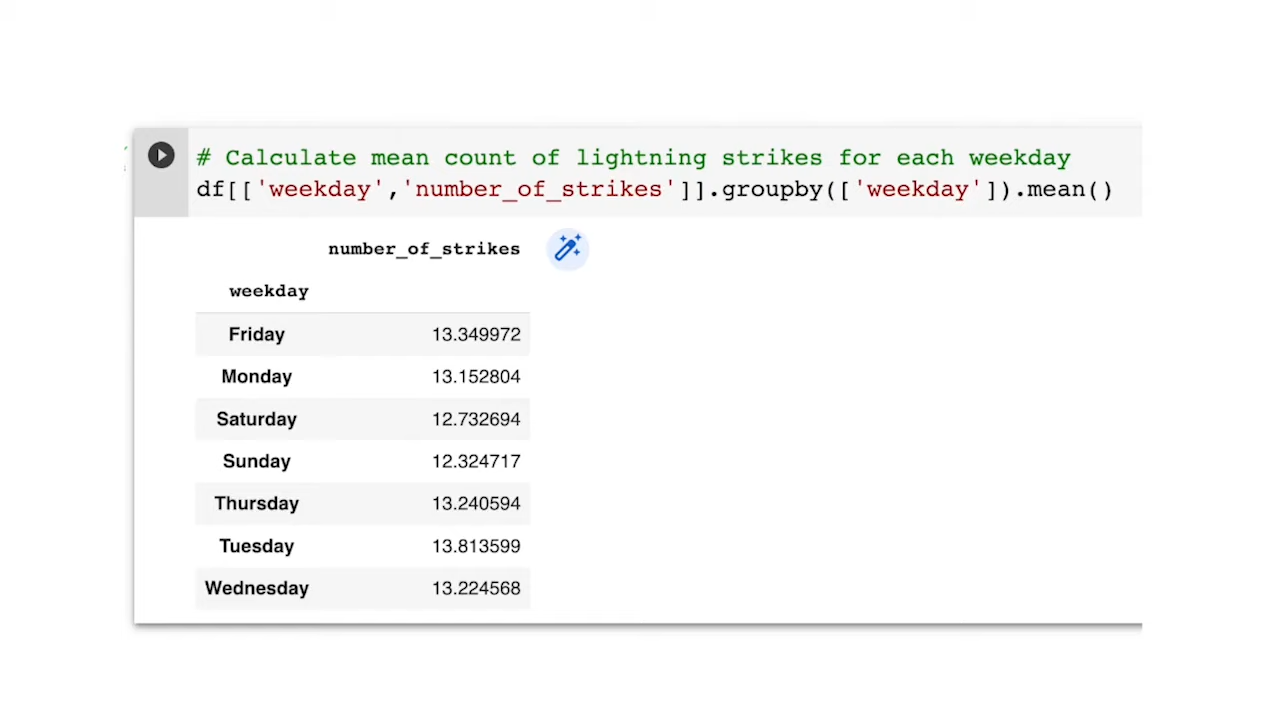 # Calculate mean count of lightning strikes for each weekday
df[['weekday','number_of_strikes']].groupby(['weekday']).mean()
number_of_strikes
weekday
Friday 13.349972
Monday 13.152804
Saturday 12.732694
Sunday 12.324717
Thursday 13.240594
Tuesday 13.813599
Wednesday 13.224568